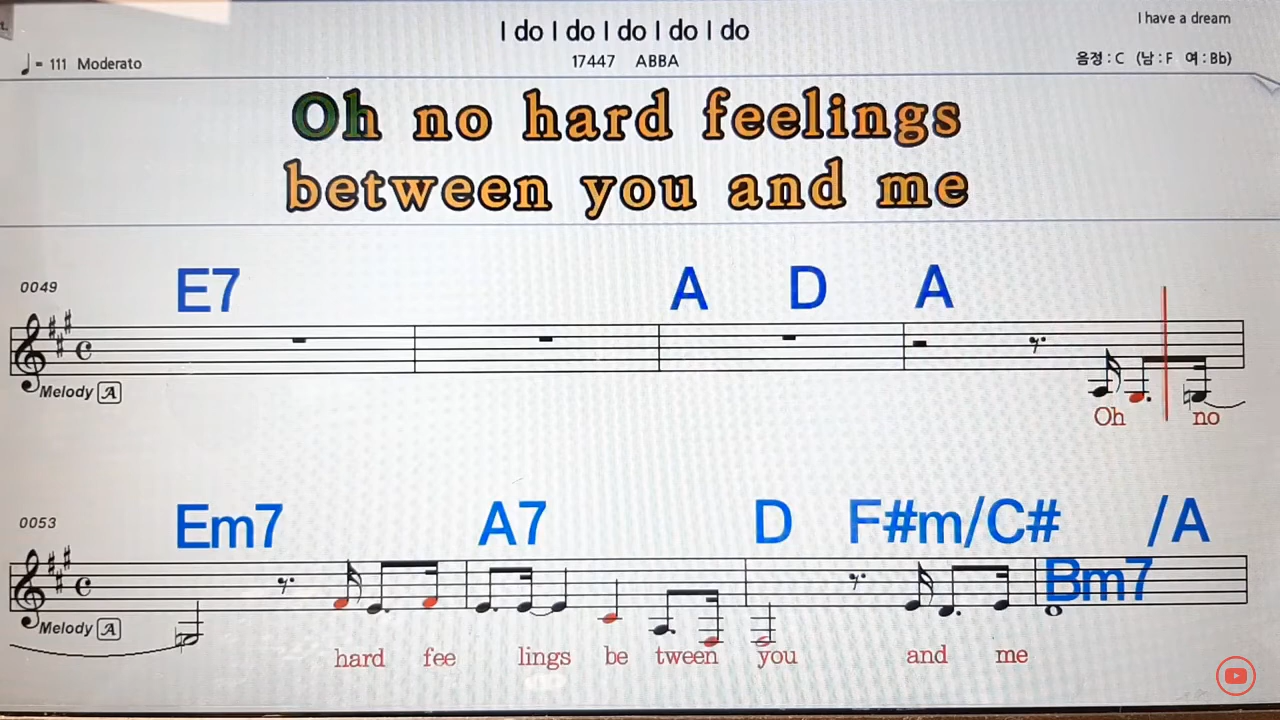 I do I do I do I do I do
I have a dream
♩= 111 Moderato
17447 ABBA
음정 : C (남 : F 여 : Bb)
Oh no hard feelings
between you and me
0049
E7 A D A
Melody A
Oh no
0053
Em7 A7 D F#m/C# /A
Bm7
Melody A
hard fee lings be tween you and me